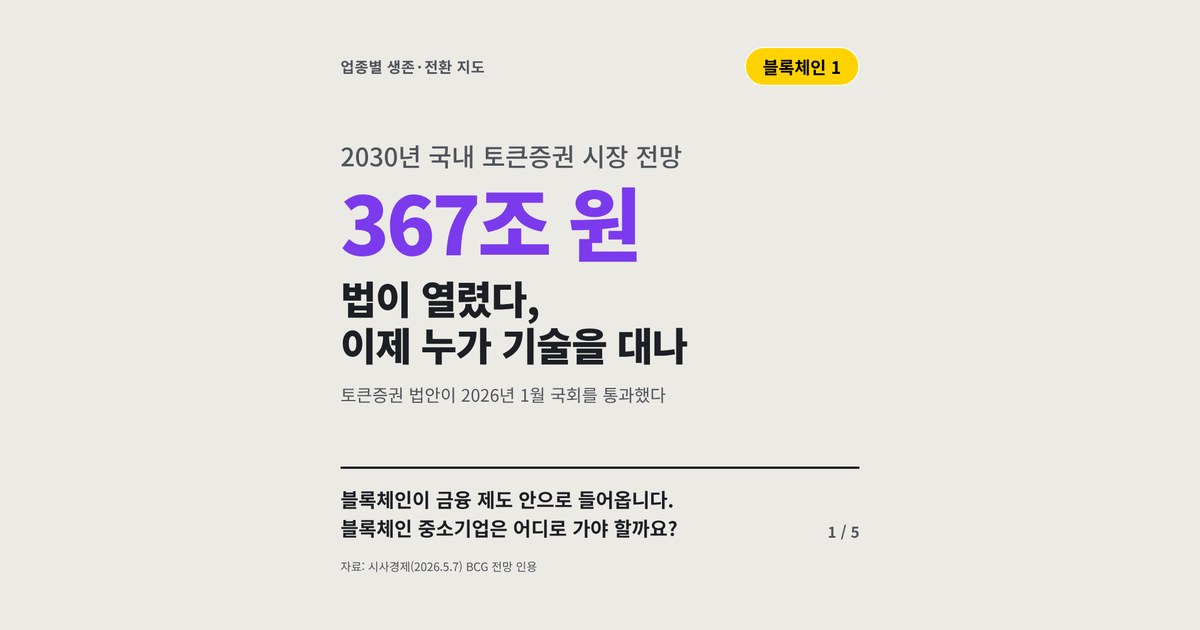 업종별 생존·전환 지도
블록체인 1
2030년 국내 토큰증권 시장 전망
367조 원
법이 열렸다,
이제 누가 기술을 대나
토큰증권 법안이 2026년 1월 국회를 통과했다
블록체인이 금융 제도 안으로 들어옵니다.
블록체인 중소기업은 어디로 가야 할까요?
1 / 5
자료: 시사경제(2026.5.7) BCG 전망 인용